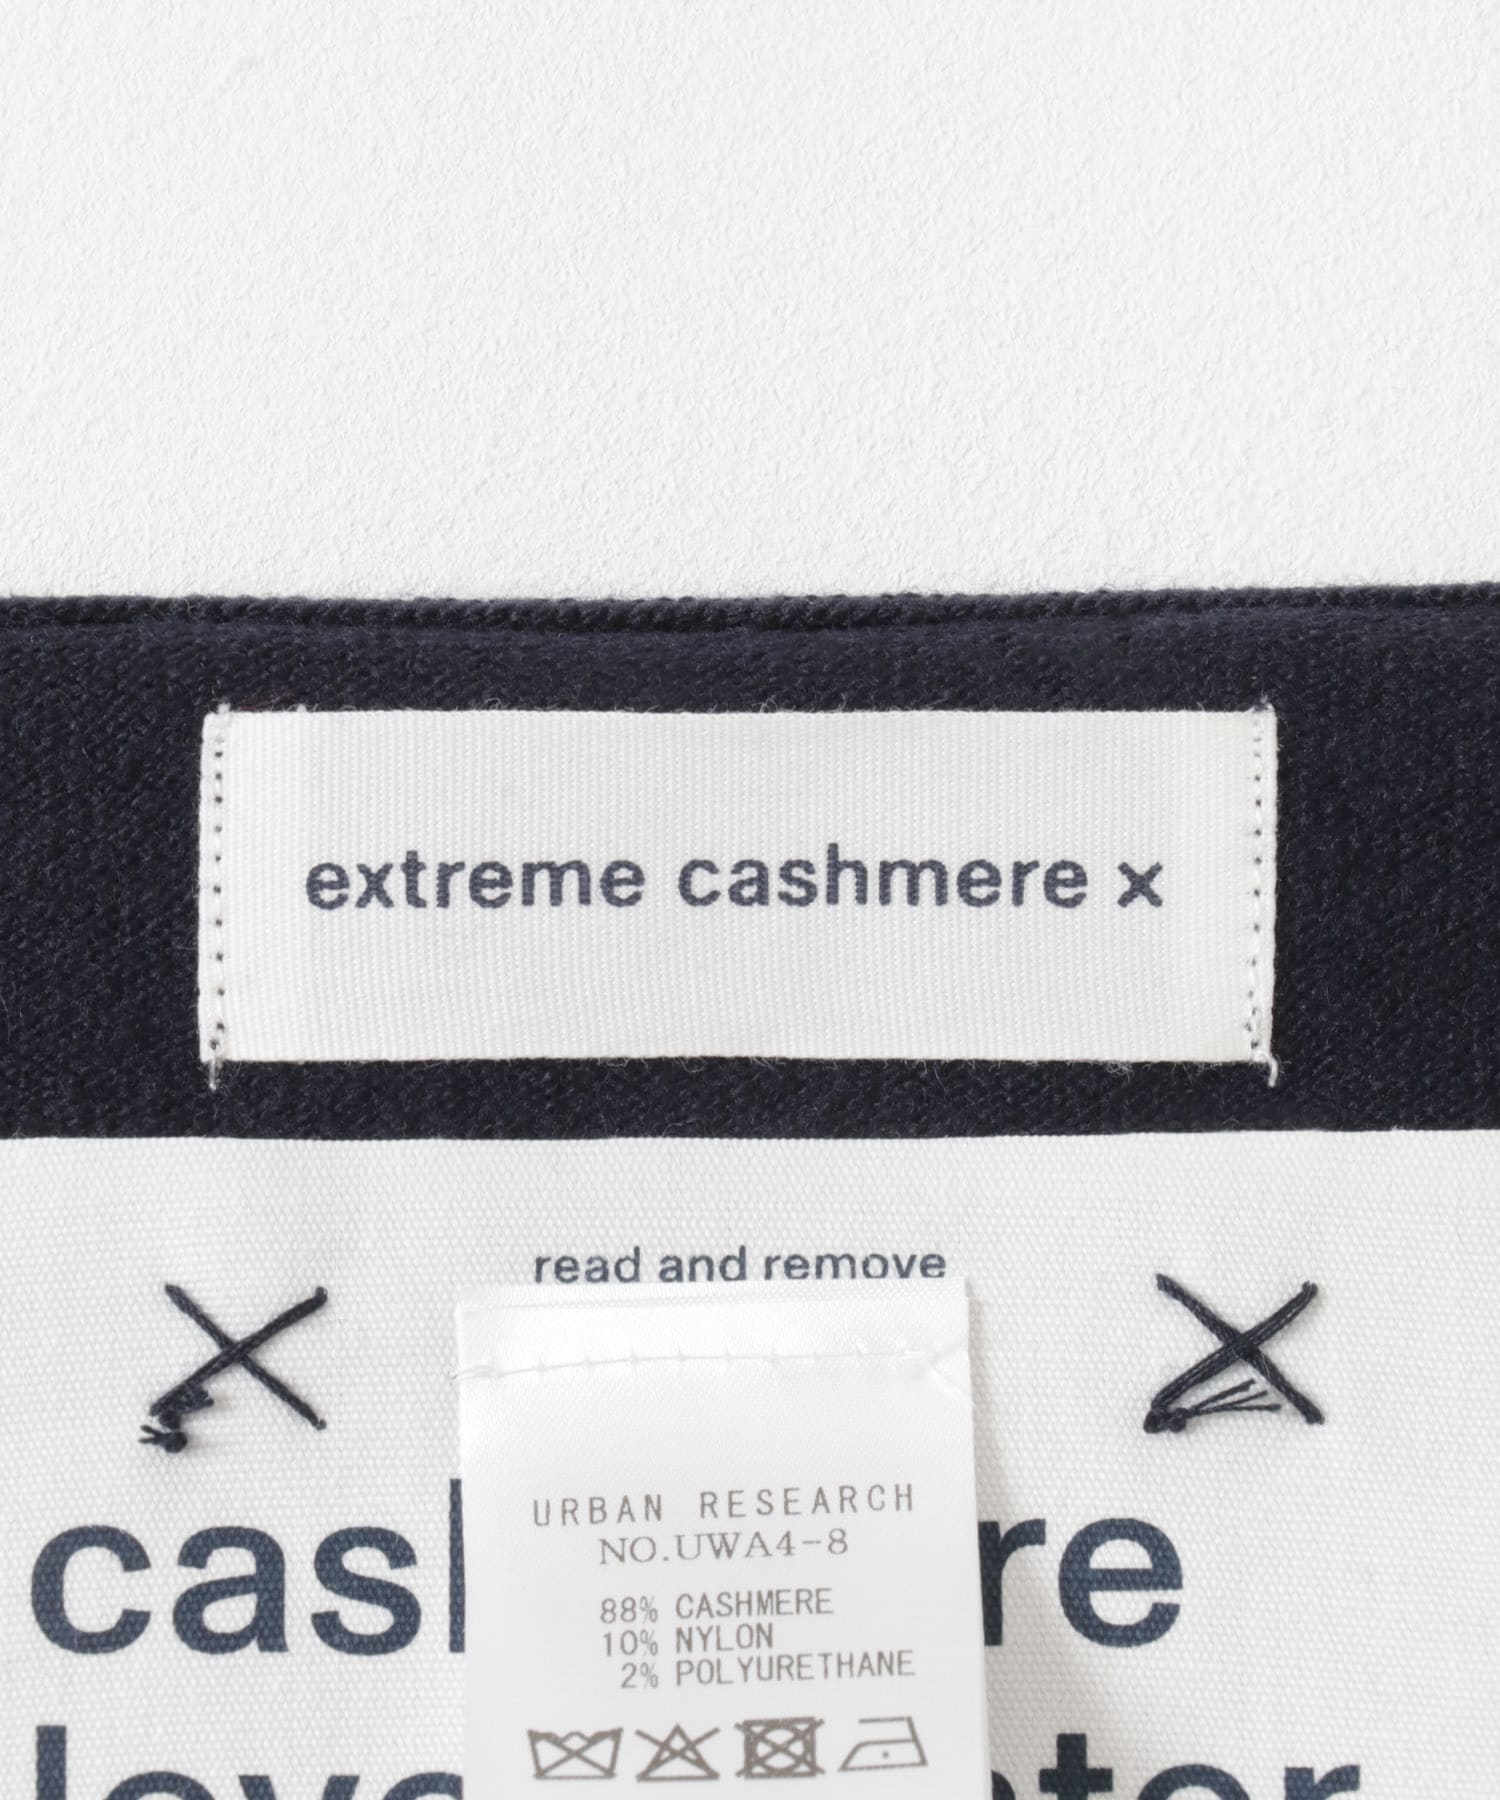 extreme cashmere x
read and remove
URBAN RESEARCH
NO.UWA4-8
88% CASHMERE
10% NYLON
2% POLYURETHANE